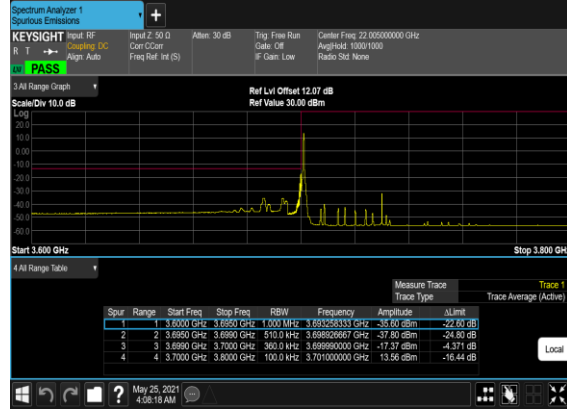 Spectrum Analyzer 1
Spurious Emissions
KEYSIGHT Input: RF Input Z: 50 Ω Atten: 30 dB Trig: Free Run Center Freq: 22.005000000 GHz
R T Coupling: DC Corr CCorr Gate: Off Avg|Hold: 1000/1000
Align: Auto Freq Ref: Int (S) IF Gain: Low Radio Std: None
PASS
3 All Range Graph
Ref Lvl Offset 12.07 dB
Scale/Div 10.0 dB Ref Value 30.00 dBm
Log
20.0
10.0
0.00
-10.0
-20.0
-30.0
-40.0
-50.0
-60.0
Start 3.600 GHz Stop 3.800 GHz
4 All Range Table
Measure Trace Trace 1
Trace Type Trace Average (Active)
Spur Range Start Freq Stop Freq RBW Frequency Amplitude ΔLimit
1 1 3.6000 GHz 3.6950 GHz 1.000 MHz 3.693258333 GHz -35.60 dBm -22.60 dB
2 2 3.6950 GHz 3.6990 GHz 510.0 kHz 3.698926667 GHz -37.80 dBm -24.80 dB
3 3 3.6990 GHz 3.7000 GHz 360.0 kHz 3.699990000 GHz -17.37 dBm -4.371 dB
4 4 3.7000 GHz 3.8000 GHz 100.0 kHz 3.701000000 GHz 13.56 dBm -16.44 dB
Local
?
May 25, 2021
4:08:18 AM